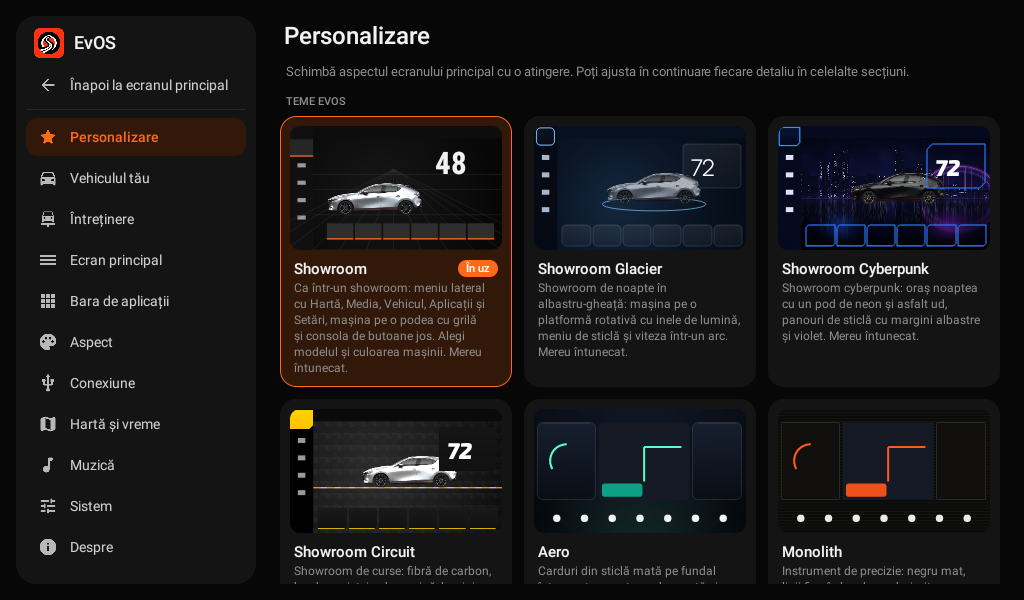 EvOS
Înapoi la ecranul principal
Personalizare
Vehiculul tău
Întreținere
Ecran principal
Bara de aplicații
Aspect
Conexiune
Hartă și vreme
Muzică
Sistem
Despre
Personalizare
Schimbă aspectul ecranului principal cu o atingere. Poți ajusta în continuare fiecare detaliu în celelalte secțiuni.
TEME EVOS
48
Showroom
În uz
Ca într-un showroom: meniu lateral
cu Hartă, Media, Vehicul, Aplicații și
Setări, mașina pe o podea cu grilă
și consola de butoane jos. Alegi
modelul și culoarea mașinii. Mereu
întunecat.
72
Showroom Glacier
Showroom de noapte în
albastru-gheață: mașina pe o
platformă rotativă cu inele de lumină,
meniu de sticlă și viteza într-un arc.
Mereu întunecat.
72
Showroom Cyberpunk
Showroom cyberpunk: oraș noaptea
cu un pod de neon și asfalt ud,
panouri de sticlă cu margini albastre
și violet. Mereu întunecat.
72
Showroom Circuit
Showroom de curse: fibră de carbon,
Aero
Carduri din sticlă mată pe fundal
Monolith
Instrument de precizie: negru mat,